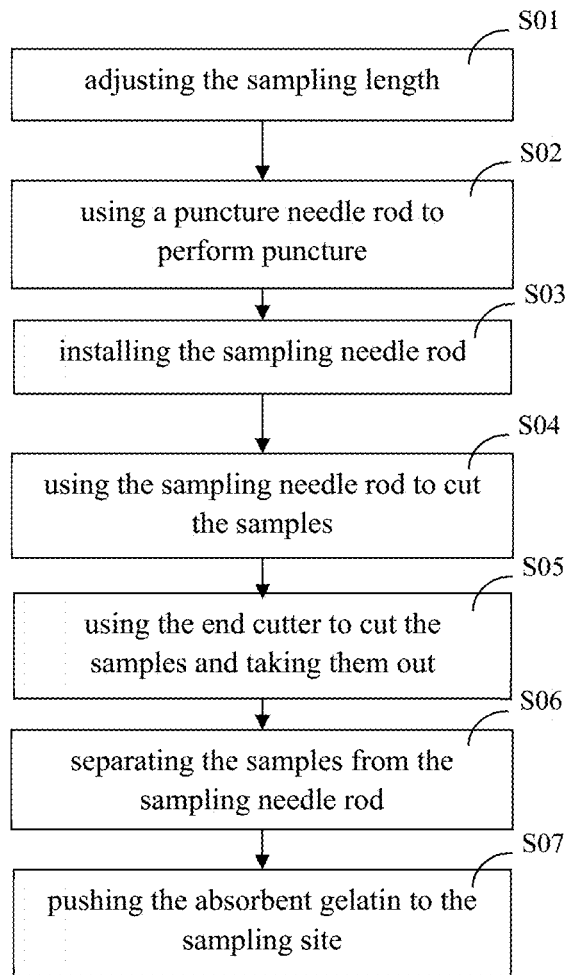 S01
adjusting the sampling length
S02
using a puncture needle rod to
perform puncture
S03
installing the sampling needle rod
S04
using the sampling needle rod to cut
the samples
S05
using the end cutter to cut the
samples and taking them out
S06
separating the samples from the
sampling needle rod
S07
pushing the absorbent gelatin to the
sampling site